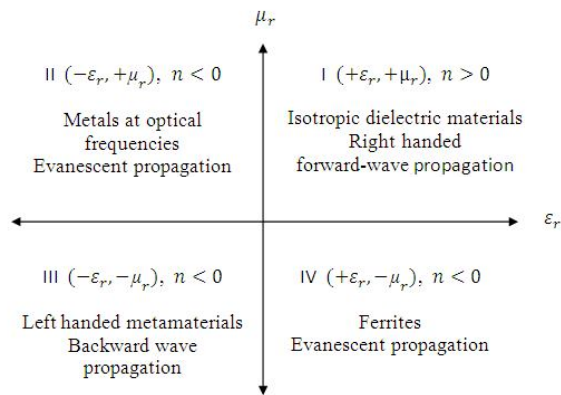 μᵣ
II (−εᵣ,+μᵣ), n < 0
Metals at optical
frequencies
Evanescent propagation
I (+εᵣ,+μᵣ), n > 0
Isotropic dielectric materials
Right handed
forward-wave propagation
εᵣ
III (−εᵣ,−μᵣ), n < 0
Left handed metamaterials
Backward wave
propagation
IV (+εᵣ,−μᵣ), n < 0
Ferrites
Evanescent propagation